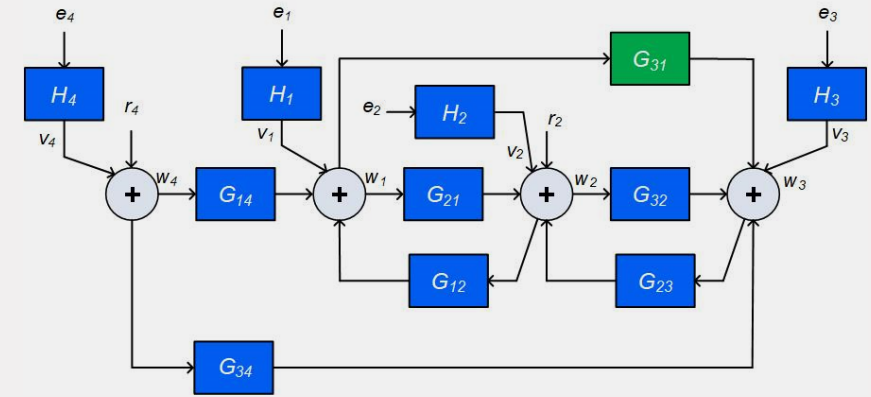 e4
e1
e3
G31
H4
H1
H3
e2
H2
r4
r2
v4
v1
v2
v3
w4
w1
w2
w3
+
+
+
+
G14
G21
G32
G12
G23
G34